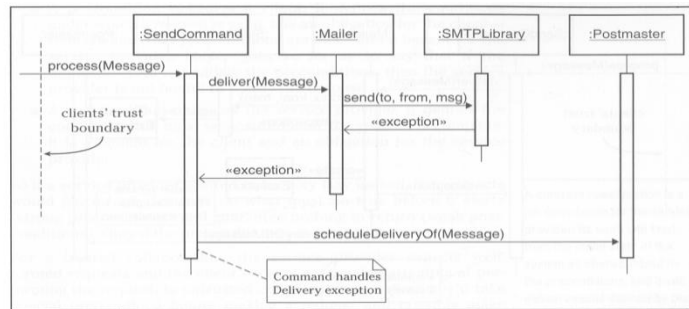 :SendCommand
:Mailer
:SMTPLibrary
:Postmaster
process(Message)
deliver(Message)
send(to, from, msg)
«exception»
clients' trust
boundary
«exception»
scheduleDeliveryOf(Message)
Command handles
Delivery exception